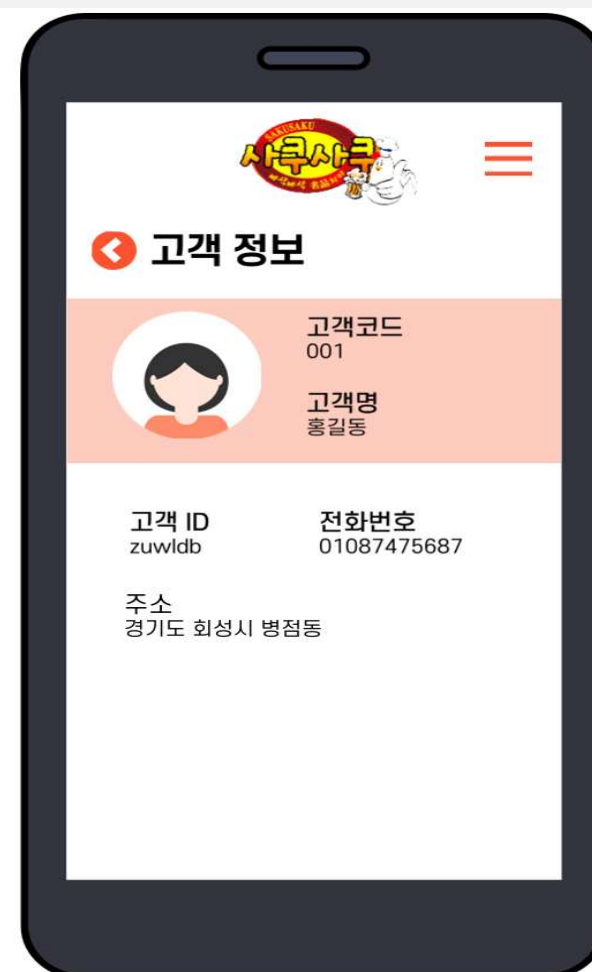 SAKUSAKU
사쿠사쿠
고객 정보
고객코드
001
고객명
홍길동
고객 ID
zuwldb
전화번호
01087475687
주소
경기도 회성시 병점동